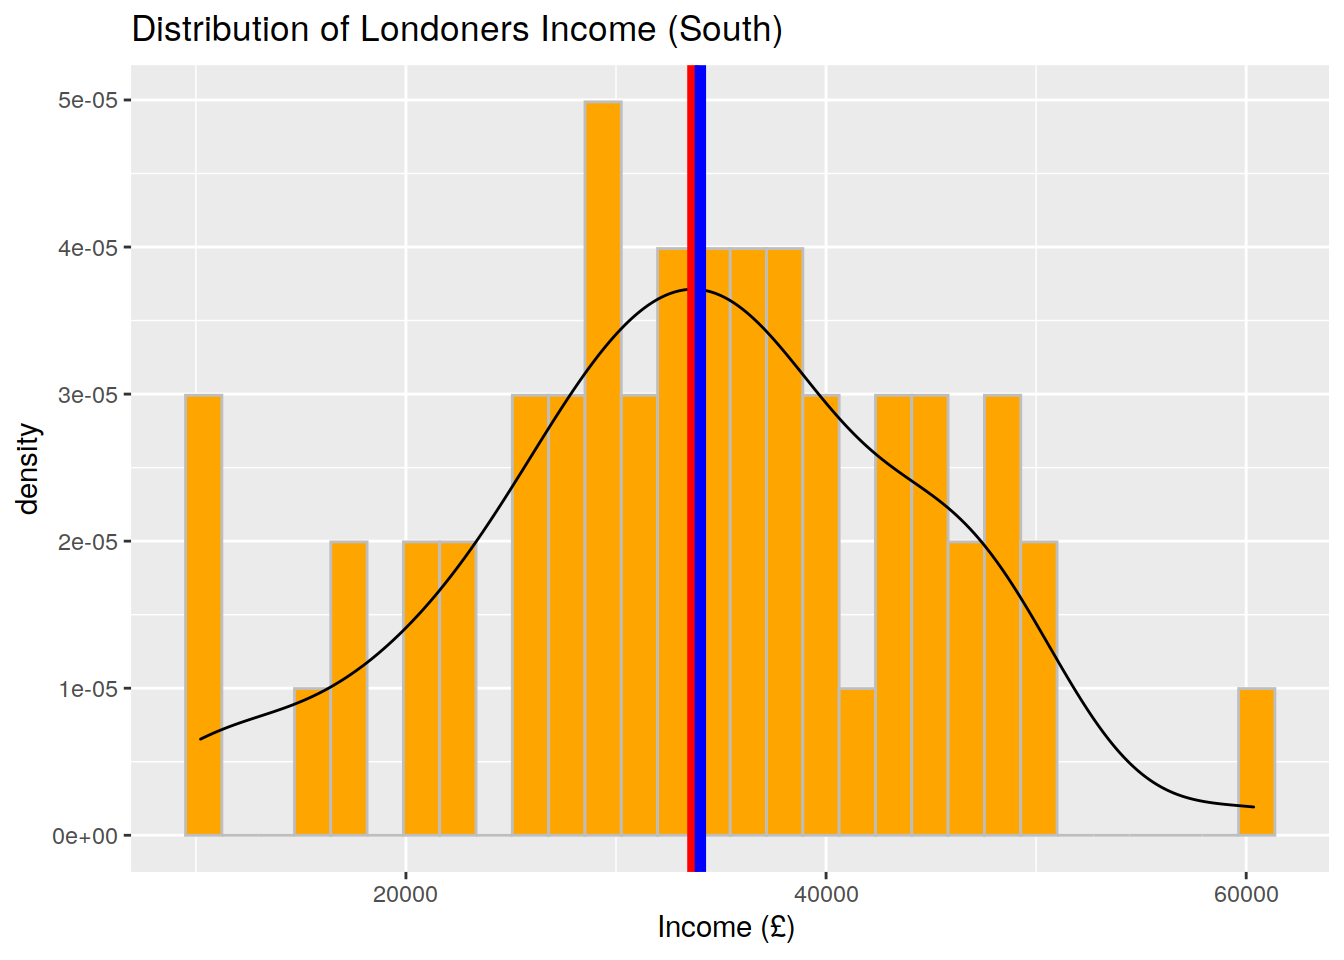 Distribution of Londoners Income (South)
5e-05
4e-05
3e-05
2e-05
1e-05
0e+00
density
20000
40000
60000
Income (£)